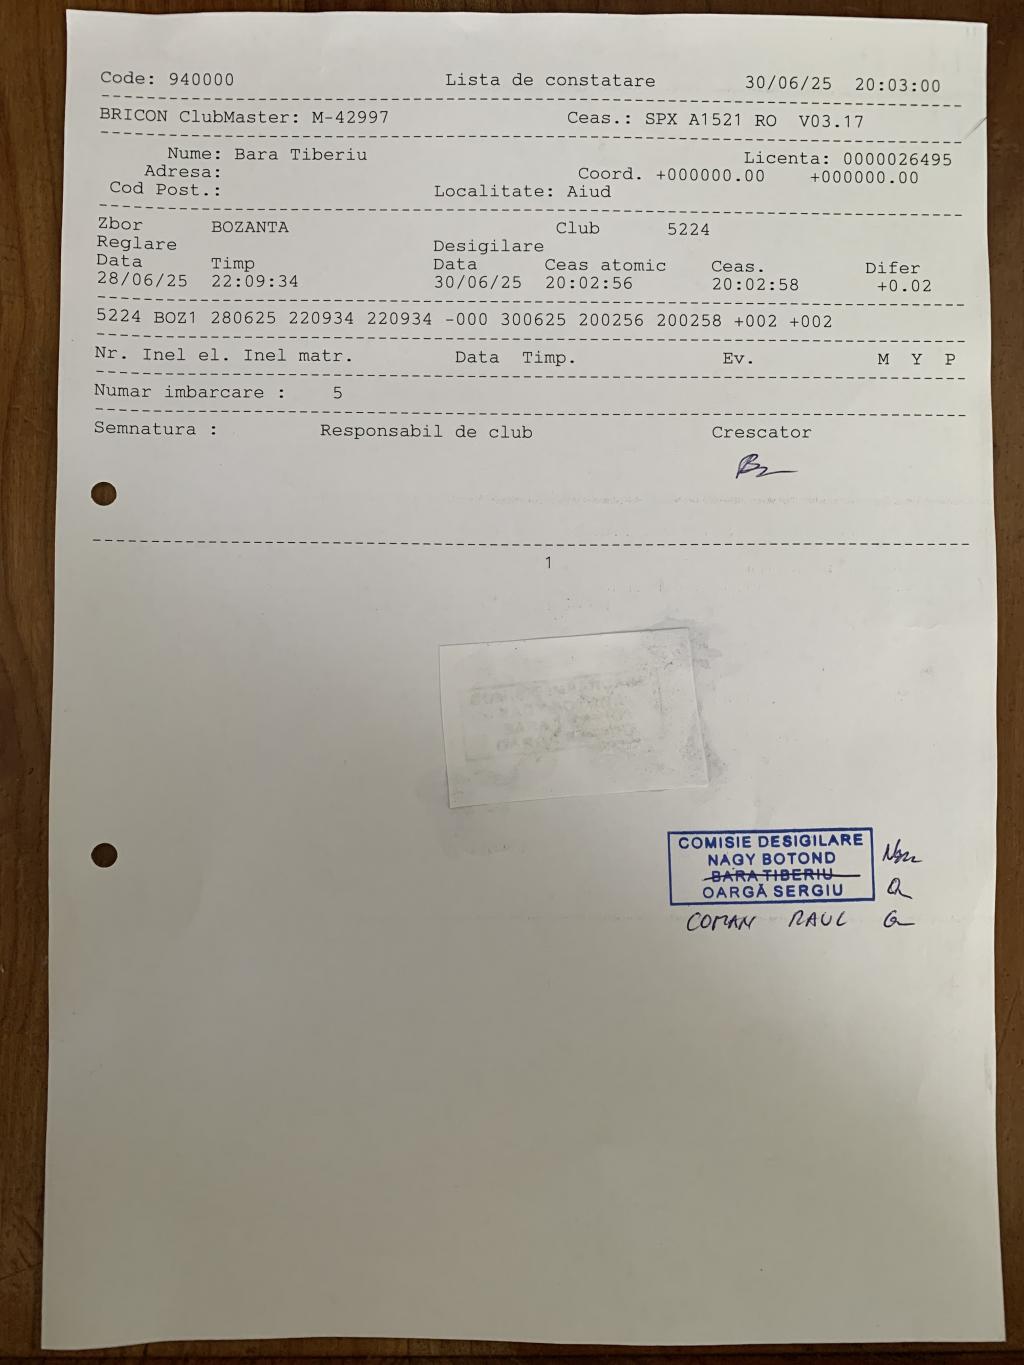 Code: 940000 Lista de constatare 30/06/25 20:03:00
BRICON ClubMaster: M-42997 Ceas.: SPX A1521 RO V03.17
Nume: Bara Tiberiu Licenta: 0000026495
Adresa: Coord. +000000.00 +000000.00
Cod Post.: Localitate: Aiud
Zbor BOZANTA Club 5224
Reglare Desigilare
Data Timp Data Ceas atomic Ceas. Difer
28/06/25 22:09:34 30/06/25 20:02:56 20:02:58 +0.02
5224 BOZ1 280625 220934 220934 -000 300625 200256 200258 +002 +002
Nr. Inel el. Inel matr. Data Timp. Ev. M Y P
Numar imbarcare : 5
Semnatura : Responsabil de club Crescator
1
COMISIE DESIGILARE
NAGY BOTOND
BARA TIBERIU
OARGĂ SERGIU
COMAN RAUL